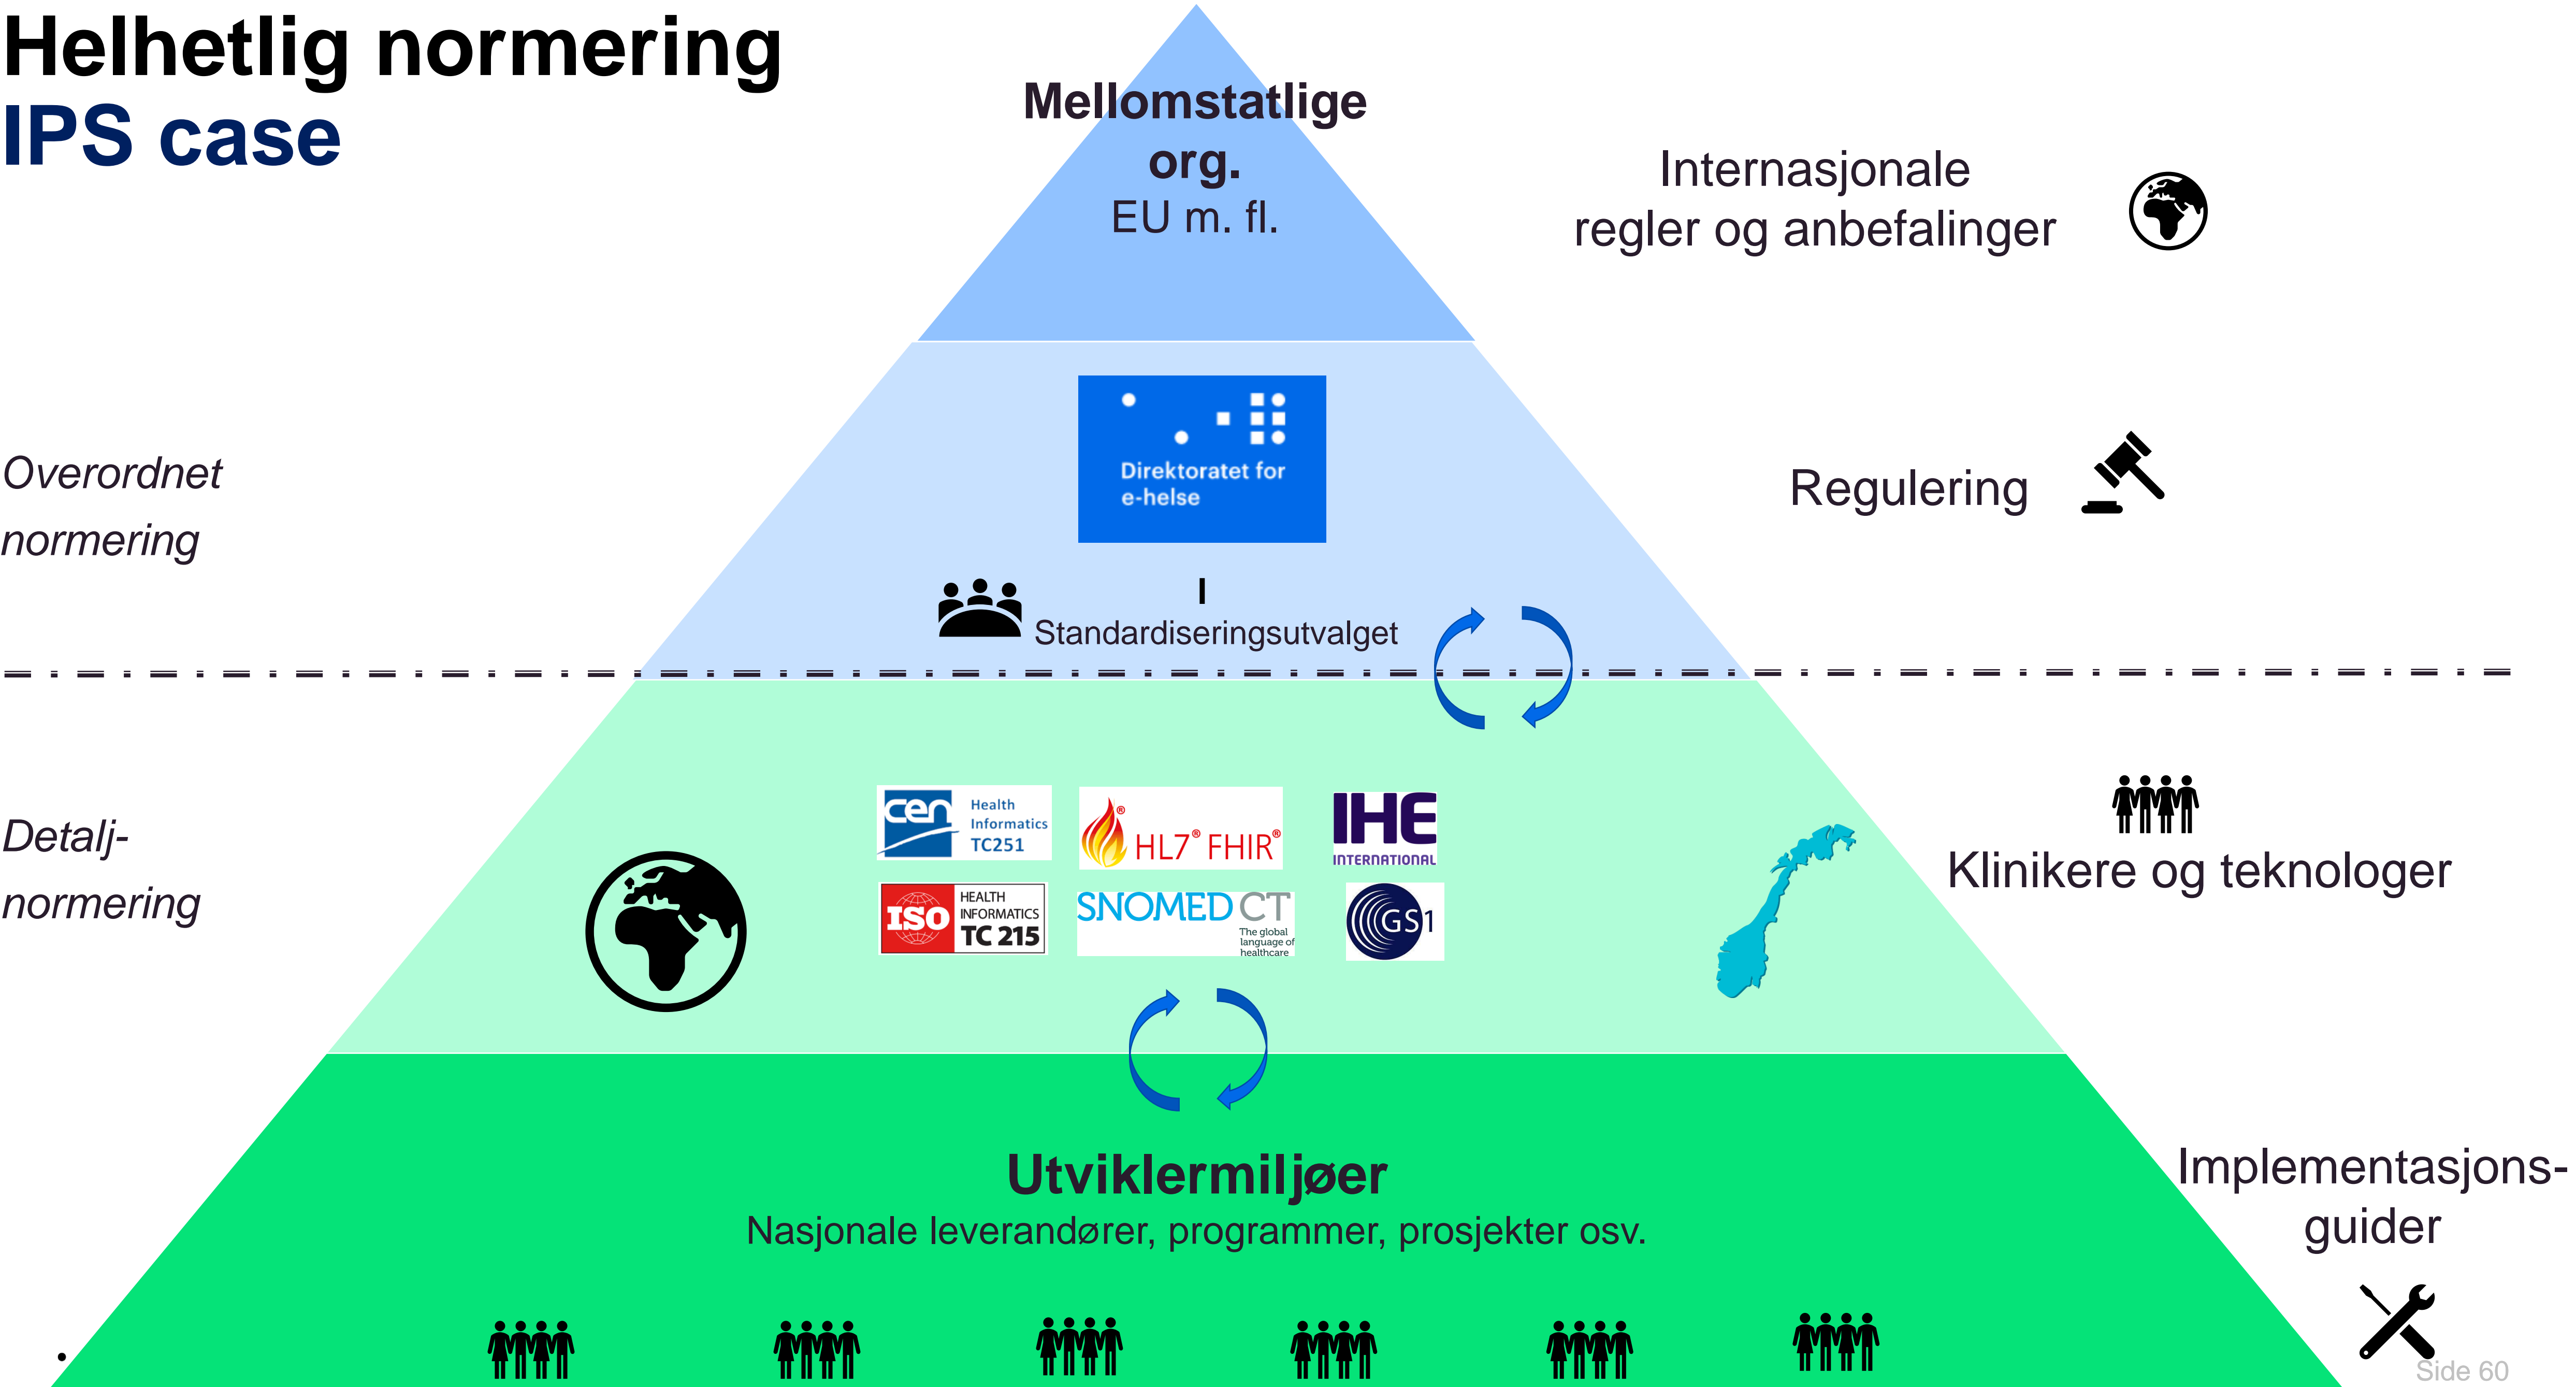 Helhetlig normering
IPS case
Mellomstatlige
org.
EU m. fl.
Internasjonale
regler og anbefalinger
Overordnet
normering
Direktoratet for
e-helse
Regulering
I
Standardiseringsutvalget
Detalj-
normering
cen
Health
Informatics
TC251
HL7® FHIR®
IHE
INTERNATIONAL
ISO
HEALTH
INFORMATICS
TC 215
SNOMED CT
The global
language of
healthcare
GS1
Klinikere og teknologer
Utviklermiljøer
Nasjonale leverandører, programmer, prosjekter osv.
Implementasjons-
guider
Side 60